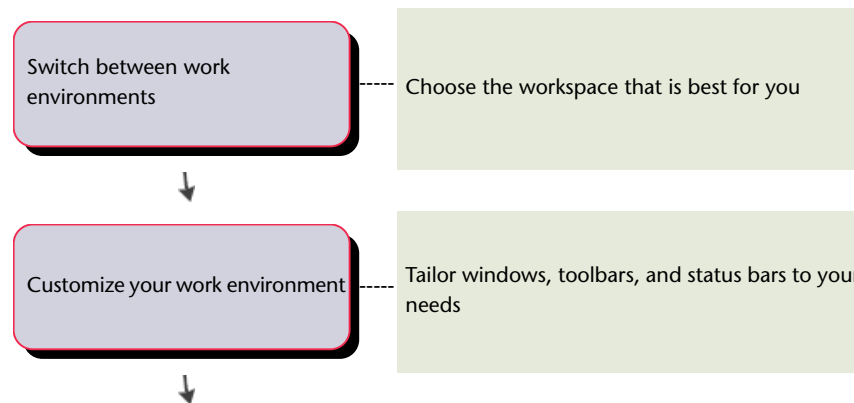 Switch between work
environments
Choose the workspace that is best for you
Customize your work environment
Tailor windows, toolbars, and status bars to your
needs